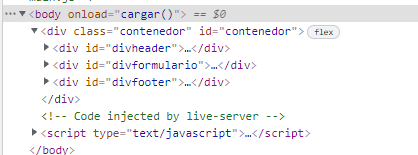 <body onload="cargar()"> == $0
<div class="contenedor" id="contenedor"> flex
<div id="divheader">…</div>
<div id="divformulario">…</div>
<div id="divfooter">…</div>
</div>
<!-- Code injected by live-server -->
<script type="text/javascript">…</script>
</body>